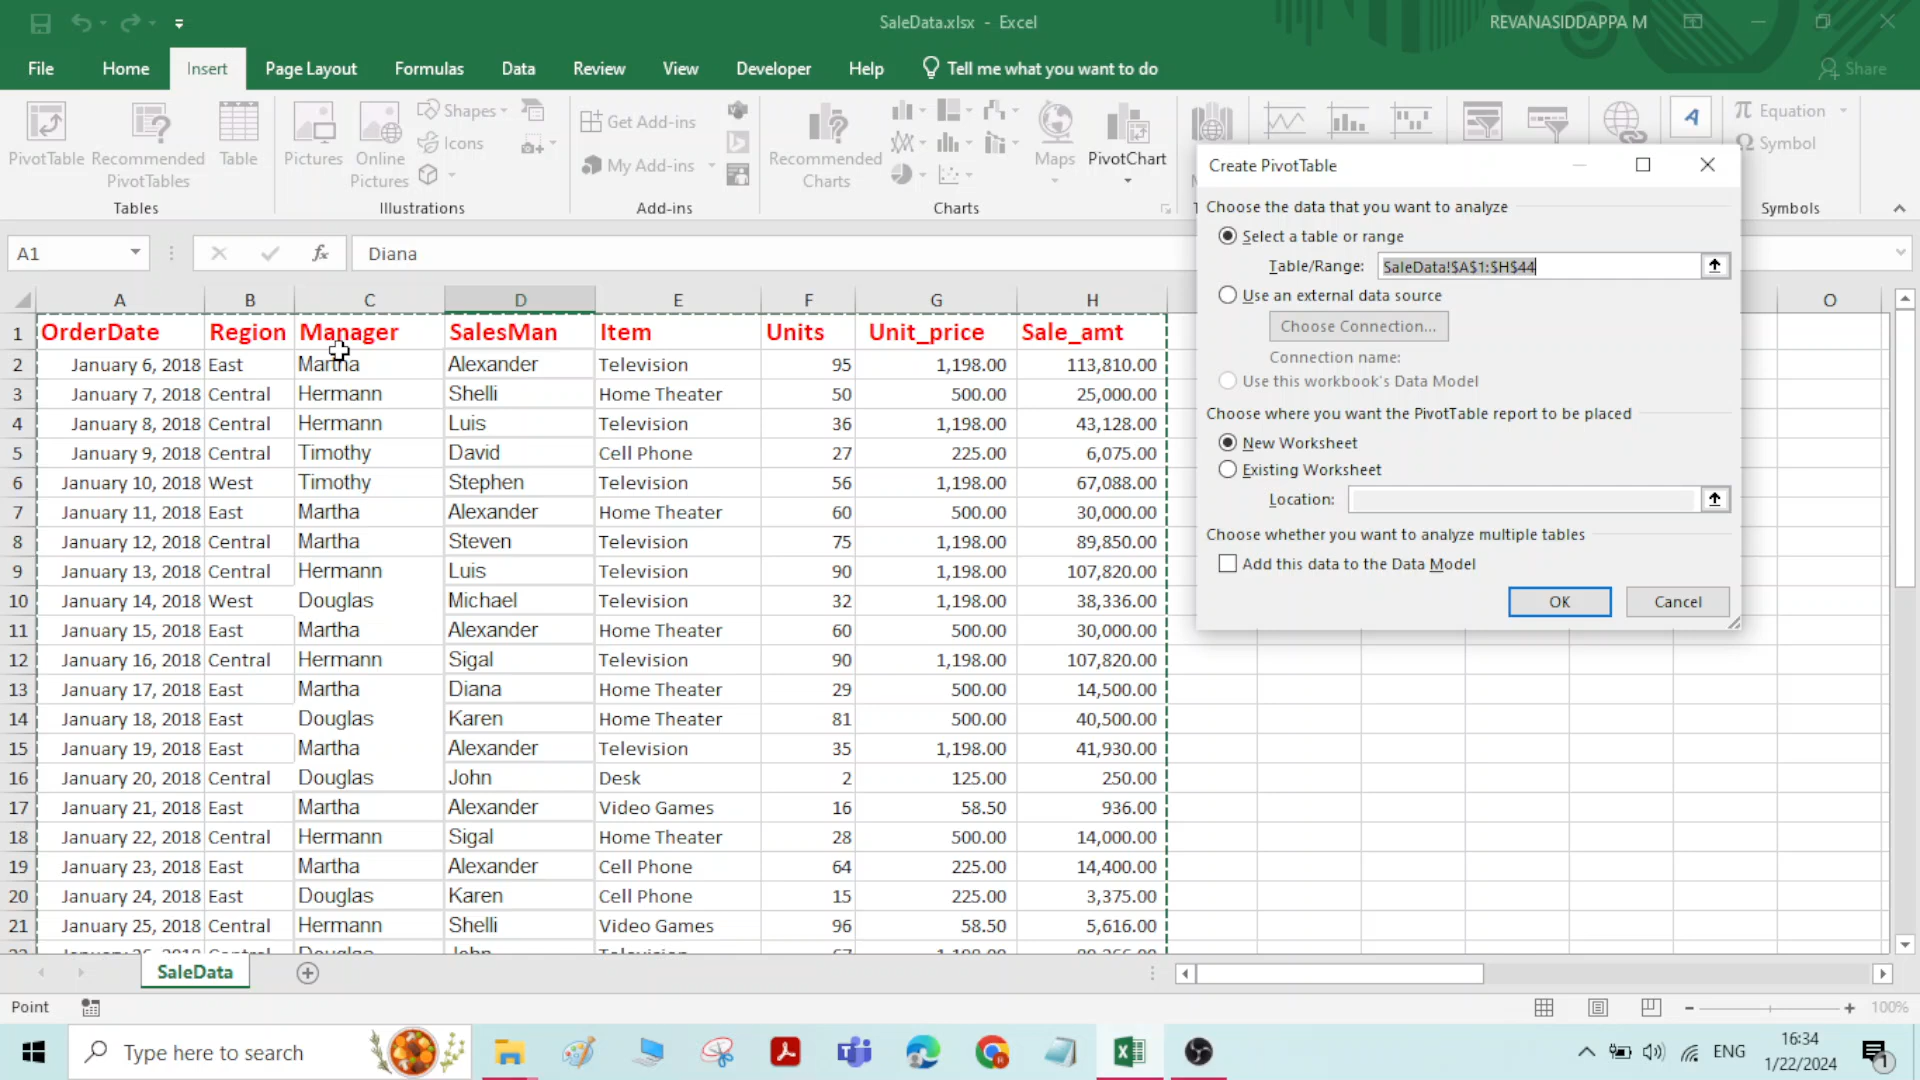 SaleData.xlsx - Excel
REVANASIDDAPPA M
File Home Insert Page Layout Formulas Data Review View Developer Help Tell me what you want to do Share
PivotTable
Recommended PivotTables
Table
Tables
Pictures
Online Pictures
Shapes
Icons
Illustrations
Get Add-ins
My Add-ins
Add-ins
Recommended Charts
Maps
PivotChart
Charts
Equation
Symbol
Symbols
A1
fx
Diana
A B C D E F G H O
1 OrderDate Region Manager SalesMan Item Units Unit_price Sale_amt
2 January 6, 2018 East Martha Alexander Television 95 1,198.00 113,810.00
3 January 7, 2018 Central Hermann Shelli Home Theater 50 500.00 25,000.00
4 January 8, 2018 Central Hermann Luis Television 36 1,198.00 43,128.00
5 January 9, 2018 Central Timothy David Cell Phone 27 225.00 6,075.00
6 January 10, 2018 West Timothy Stephen Television 56 1,198.00 67,088.00
7 January 11, 2018 East Martha Alexander Home Theater 60 500.00 30,000.00
8 January 12, 2018 Central Martha Steven Television 75 1,198.00 89,850.00
9 January 13, 2018 Central Hermann Luis Television 90 1,198.00 107,820.00
10 January 14, 2018 West Douglas Michael Television 32 1,198.00 38,336.00
11 January 15, 2018 East Martha Alexander Home Theater 60 500.00 30,000.00
12 January 16, 2018 Central Hermann Sigal Television 90 1,198.00 107,820.00
13 January 17, 2018 East Martha Diana Home Theater 29 500.00 14,500.00
14 January 18, 2018 East Douglas Karen Home Theater 81 500.00 40,500.00
15 January 19, 2018 East Martha Alexander Television 35 1,198.00 41,930.00
16 January 20, 2018 Central Douglas John Desk 2 125.00 250.00
17 January 21, 2018 East Martha Alexander Video Games 16 58.50 936.00
18 January 22, 2018 Central Hermann Sigal Home Theater 28 500.00 14,000.00
19 January 23, 2018 East Martha Alexander Cell Phone 64 225.00 14,400.00
20 January 24, 2018 East Douglas Karen Cell Phone 15 225.00 3,375.00
21 January 25, 2018 Central Hermann Shelli Video Games 96 58.50 5,616.00
Create PivotTable
Choose the data that you want to analyze
Select a table or range
Table/Range: SaleData!$A$1:$H$44
Use an external data source
Choose Connection...
Connection name:
Use this workbook's Data Model
Choose where you want the PivotTable report to be placed
New Worksheet
Existing Worksheet
Location:
Choose whether you want to analyze multiple tables
Add this data to the Data Model
OK Cancel
SaleData
Point
100%
Type here to search
ENG
16:34
1/22/2024
1